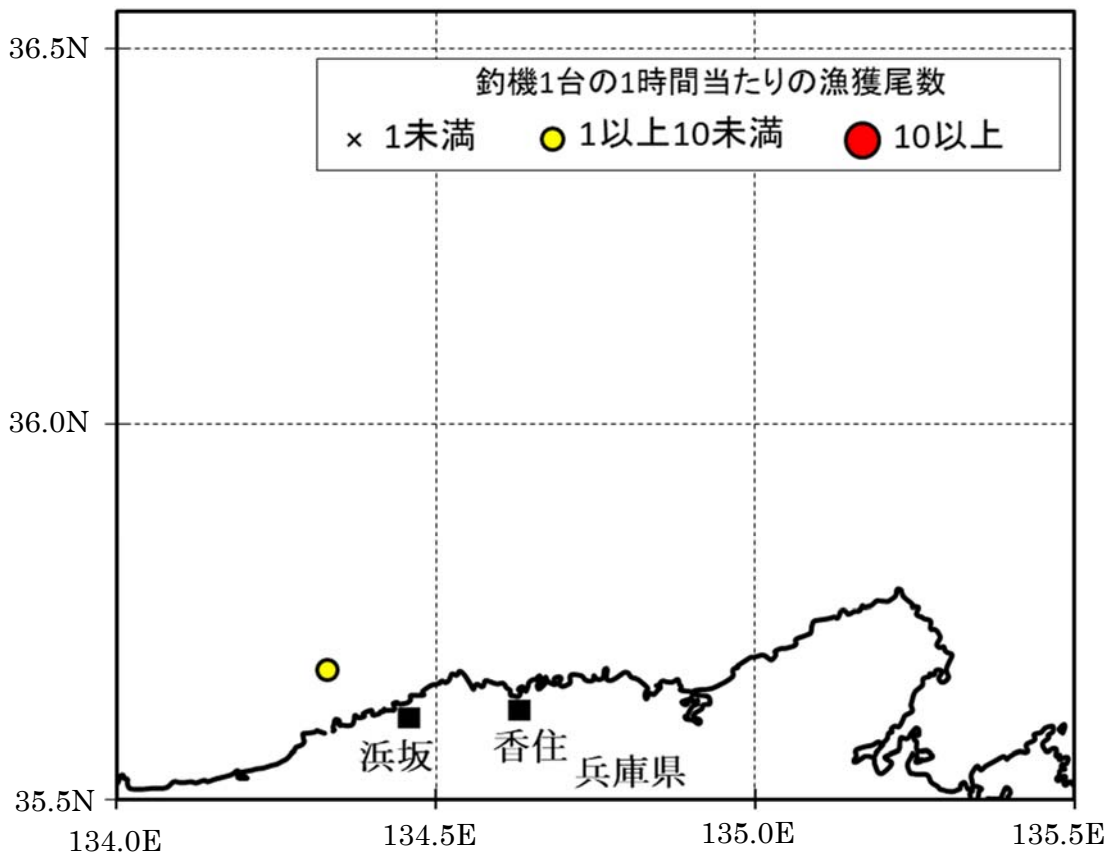 36.5N
釣機1台の1時間当たりの漁獲尾数
× 1未満 1以上10未満 10以上
36.0N
浜坂 香住 兵庫県
35.5N
134.0E 134.5E 135.0E 135.5E